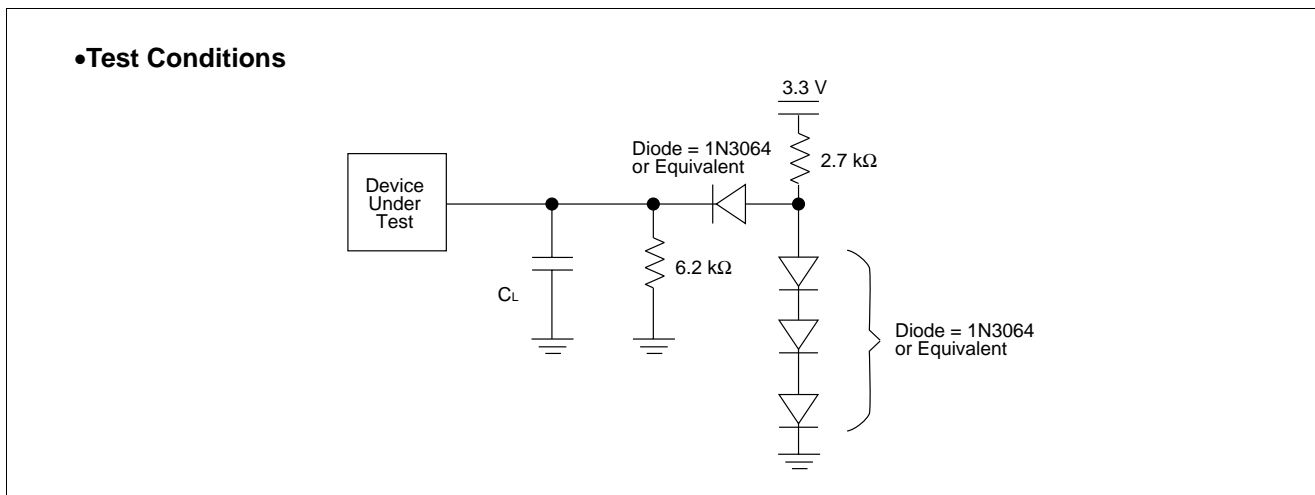 •Test Conditions
3.3 V
Diode = 1N3064
or Equivalent
2.7 kΩ
Device
Under
Test
6.2 kΩ
CL
Diode = 1N3064
or Equivalent